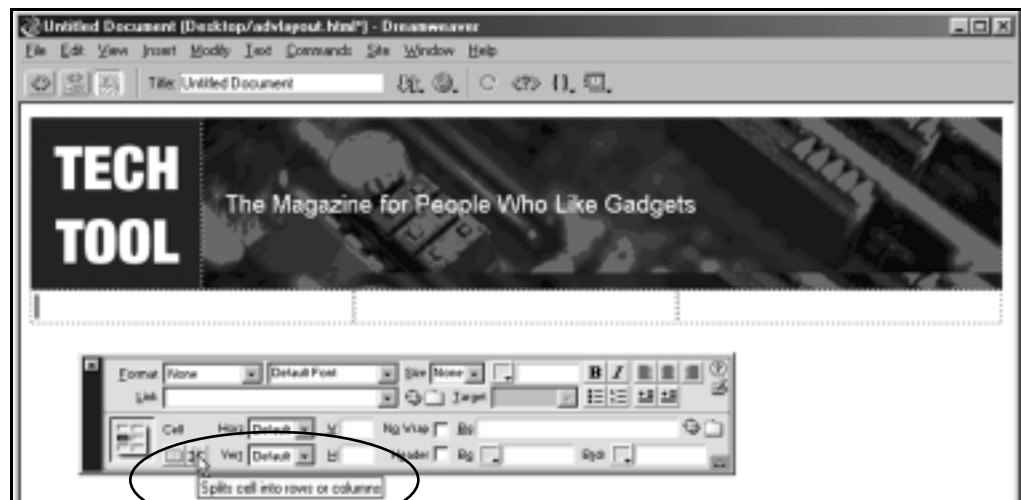 Untitled Document (Desktop/advlayout.html*) - Dreamweaver
File Edit View Insert Modify Text Commands Site Window Help
Title: Untitled Document
TECH
TOOL
The Magazine for People Who Like Gadgets
Format None Default Font Size None B I
Link Target
Cell Horz Default W No Wrap Bg
Vert Default H Header Bg Brdr
Splits cell into rows or columns